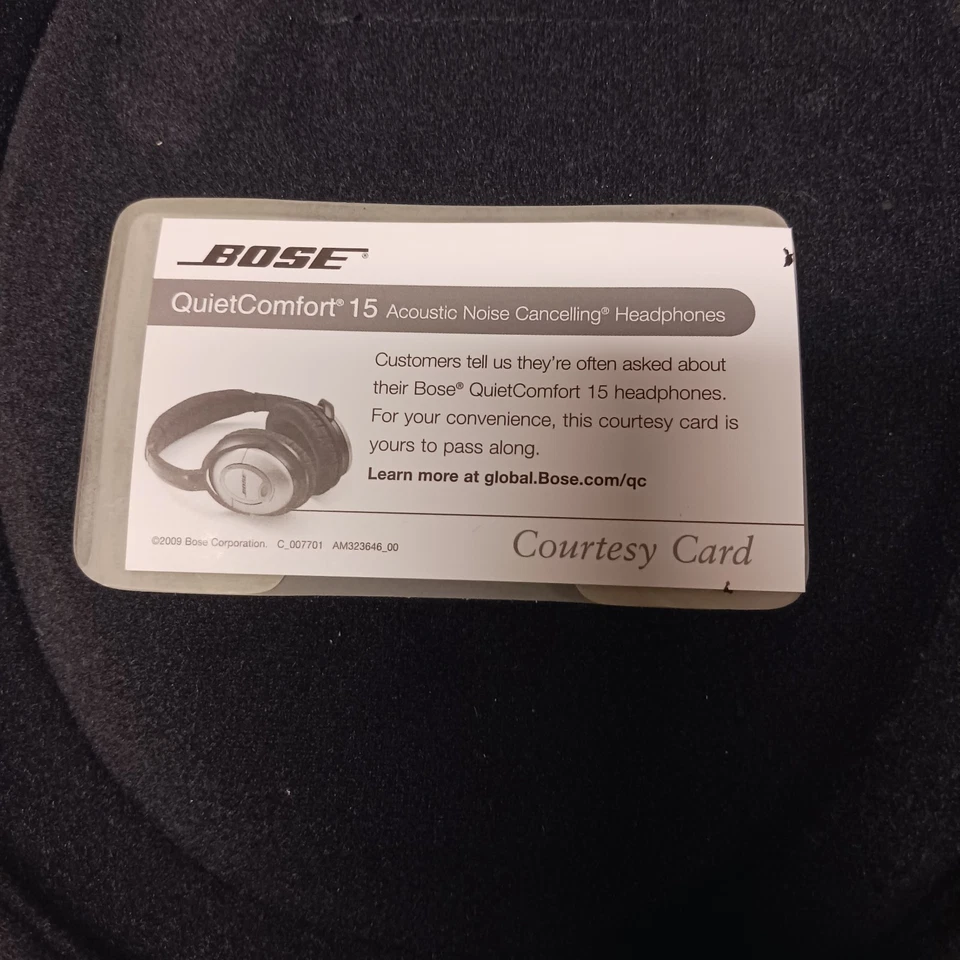 BOSE®
QuietComfort® 15 Acoustic Noise Cancelling® Headphones
Customers tell us they're often asked about
their Bose® QuietComfort 15 headphones.
For your convenience, this courtesy card is
yours to pass along.
Learn more at global.Bose.com/qc
BOSE
©2009 Bose Corporation. C_007701 AM323646_00
Courtesy Card